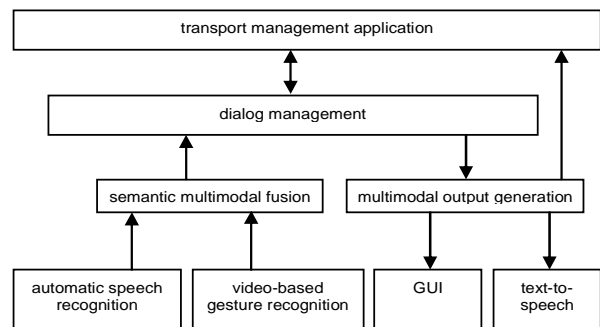 transport management application
dialog management
semantic multimodal fusion
multimodal output generation
automatic speech
recognition
video-based
gesture recognition
GUI
text-to-
speech